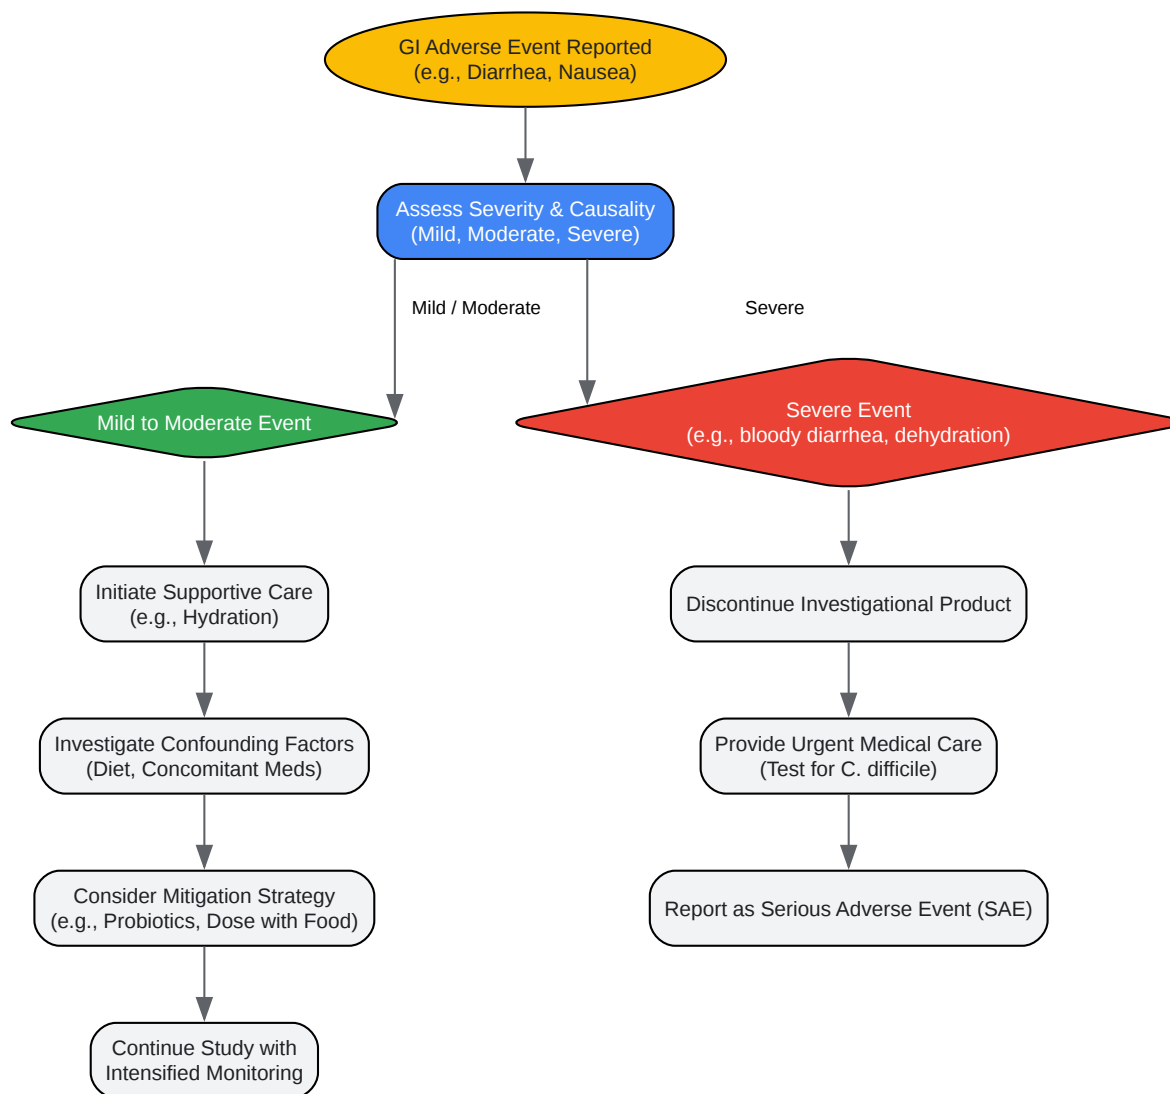 GI Adverse Event Reported
(e.g., Diarrhea, Nausea)
Assess Severity & Causality
(Mild, Moderate, Severe)
Mild / Moderate
Severe
Mild to Moderate Event
Severe Event
(e.g., bloody diarrhea, dehydration)
Initiate Supportive Care
(e.g., Hydration)
Discontinue Investigational Product
Investigate Confounding Factors
(Diet, Concomitant Meds)
Provide Urgent Medical Care
(Test for C. difficile)
Consider Mitigation Strategy
(e.g., Probiotics, Dose with Food)
Report as Serious Adverse Event (SAE)
Continue Study with
Intensified Monitoring